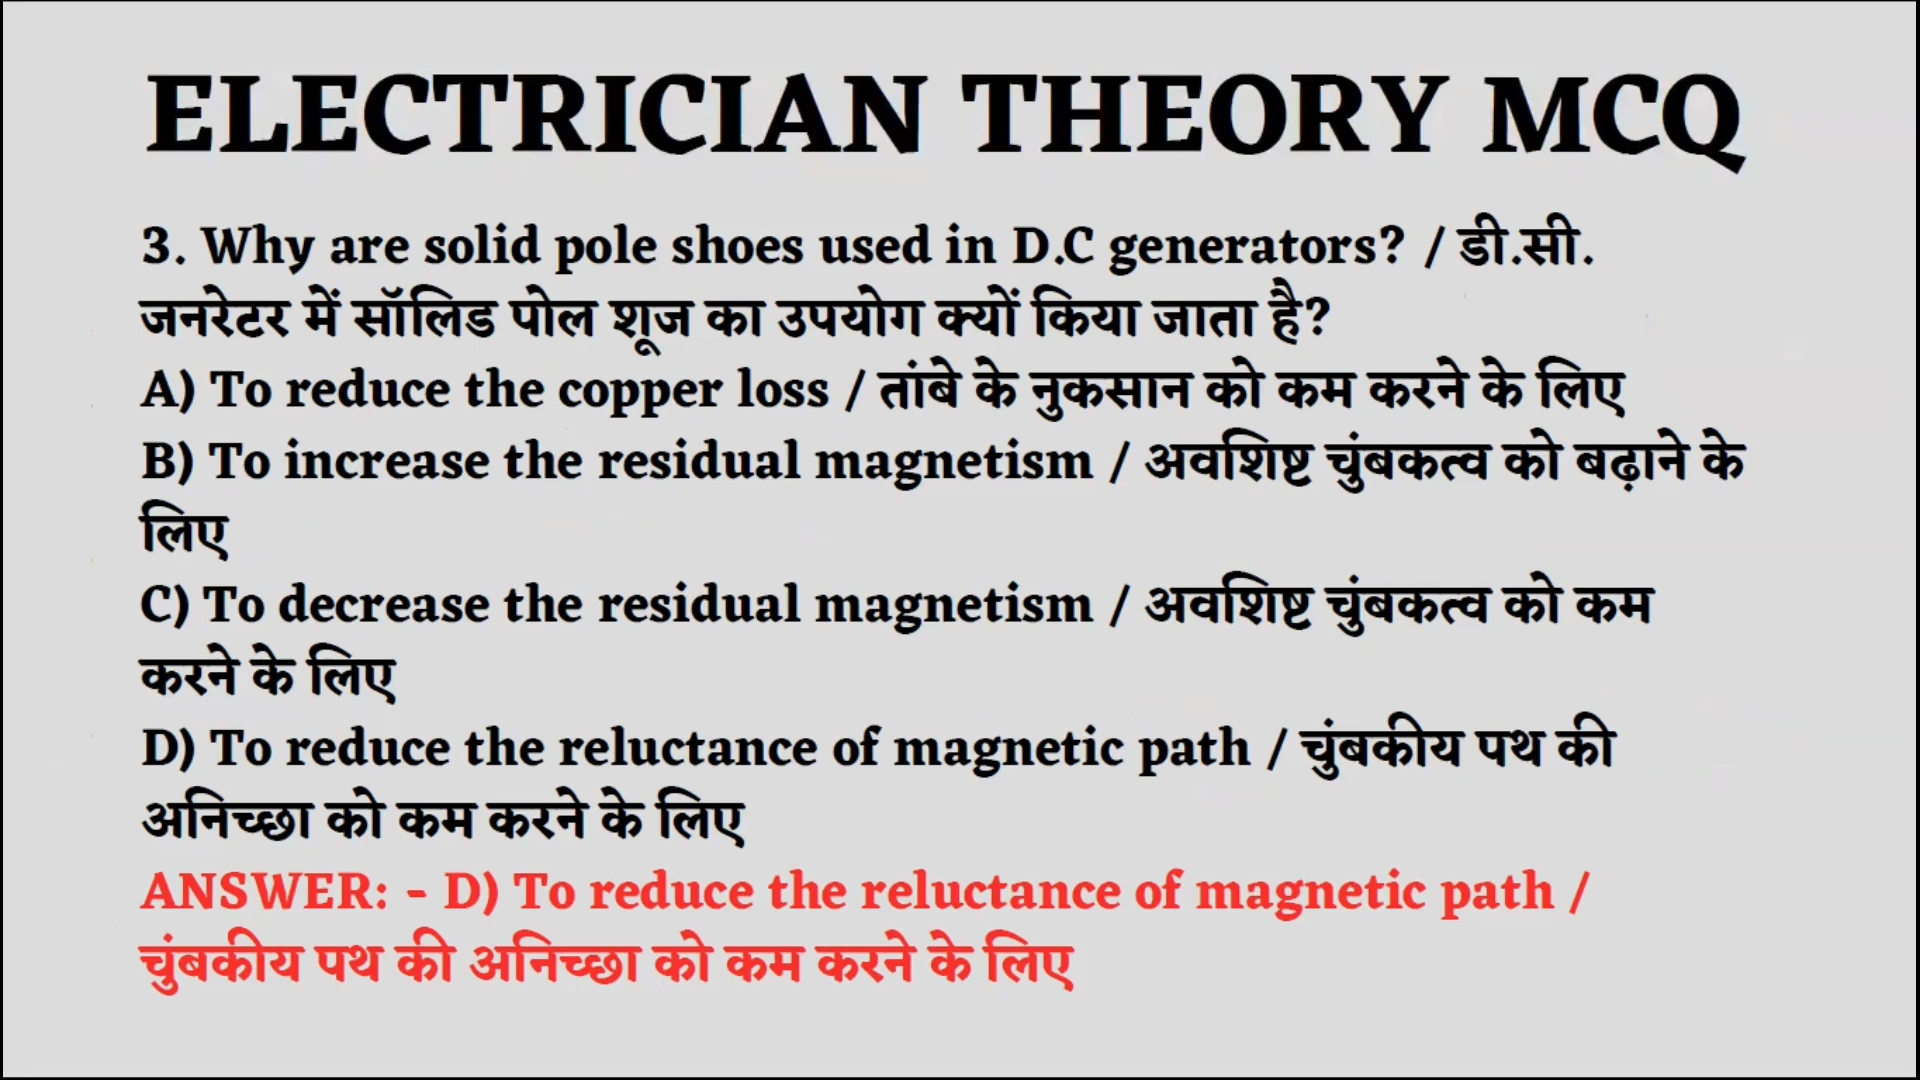 ELECTRICIAN THEORY MCQ
3. Why are solid pole shoes used in D.C generators? / डी.सी.
जनरेटर में सॉलिड पोल शूज का उपयोग क्यों किया जाता है?
A) To reduce the copper loss / तांबे के नुकसान को कम करने के लिए
B) To increase the residual magnetism / अवशिष्ट चुंबकत्व को बढ़ाने के
लिए
C) To decrease the residual magnetism / अवशिष्ट चुंबकत्व को कम
करने के लिए
D) To reduce the reluctance of magnetic path / चुंबकीय पथ की
अनिच्छा को कम करने के लिए
ANSWER: - D) To reduce the reluctance of magnetic path /
चुंबकीय पथ की अनिच्छा को कम करने के लिए